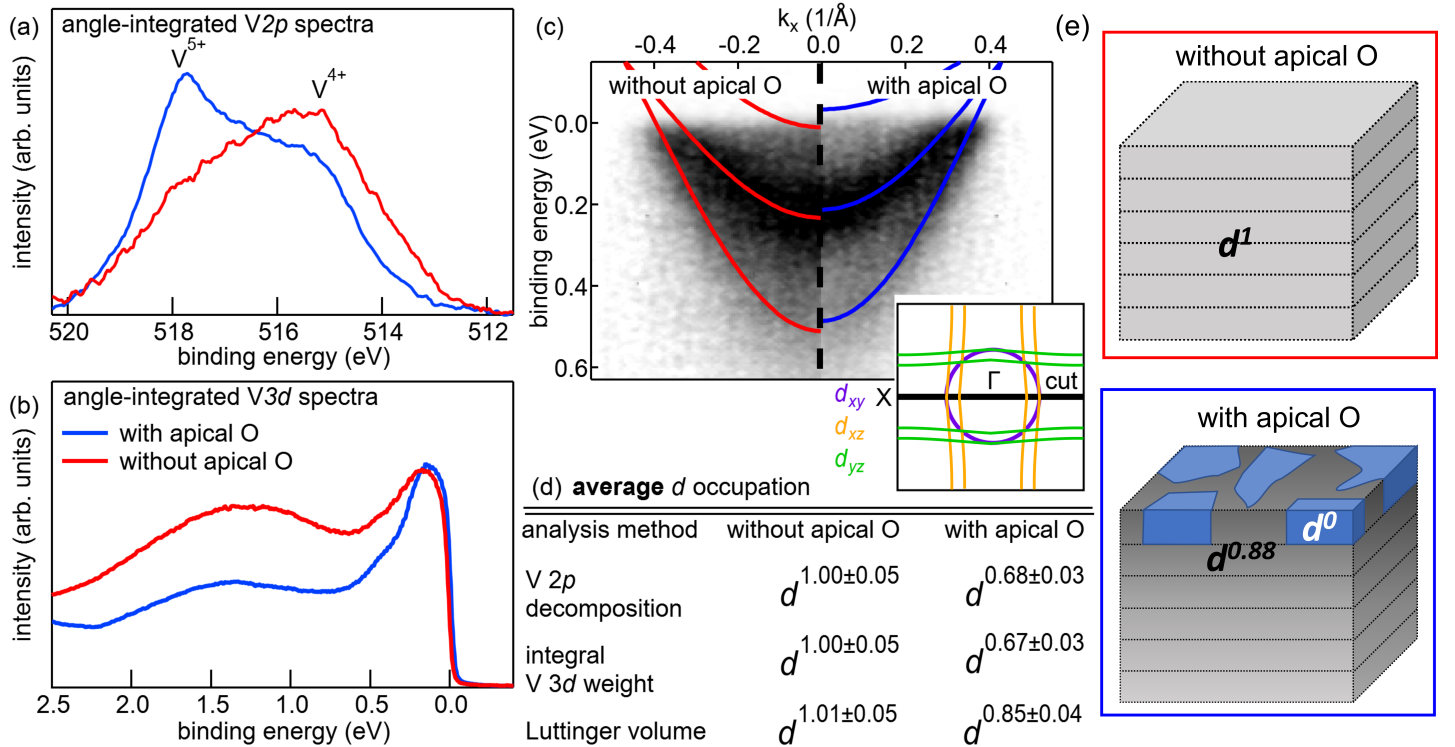 (a) angle-integrated V2p spectra
V5+
V4+
intensity (arb. units)
520 518 516 514 512
binding energy (eV)
(b) angle-integrated V3d spectra
with apical O
without apical O
intensity (arb. units)
2.5 2.0 1.5 1.0 0.5 0.0
binding energy (eV)
(c)
kx (1/Å)
-0.4 -0.2 0.0 0.2 0.4
without apical O
with apical O
0.0
0.2
0.4
0.6
binding energy (eV)
dxy
dxz
dyz
X
Γ
cut
(d) average d occupation
analysis method without apical O with apical O
V 2p
decomposition
d1.00±0.05 d0.68±0.03
integral
V 3d weight
d1.00±0.05 d0.67±0.03
Luttinger volume d1.01±0.05 d0.85±0.04
(e)
without apical O
d1
with apical O
d0
d0.88